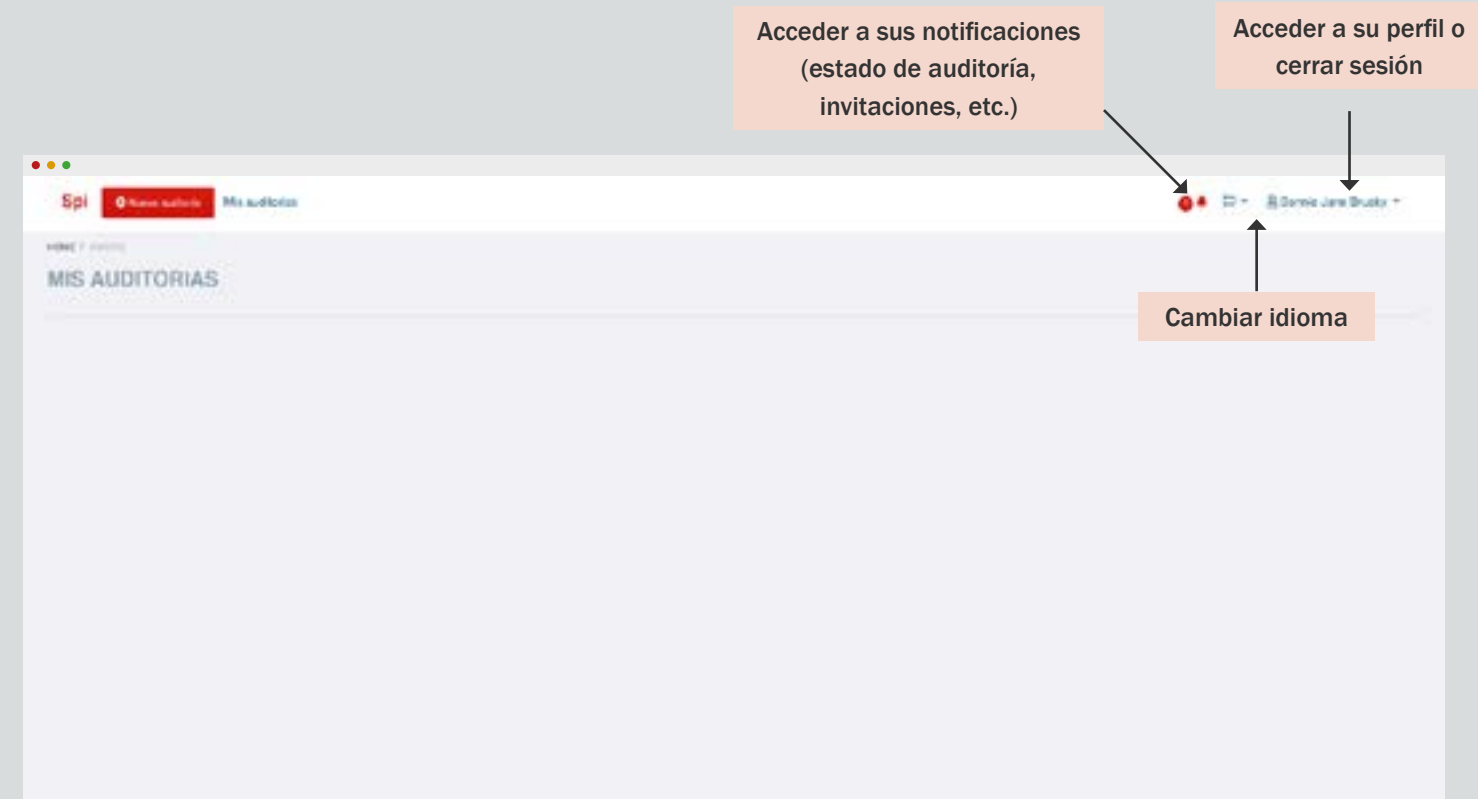 Acceder a sus notificaciones
(estado de auditoría,
invitaciones, etc.)
Acceder a su perfil o
cerrar sesión
Spi
Mis auditorias
HOME /
MIS AUDITORIAS
Cambiar idioma